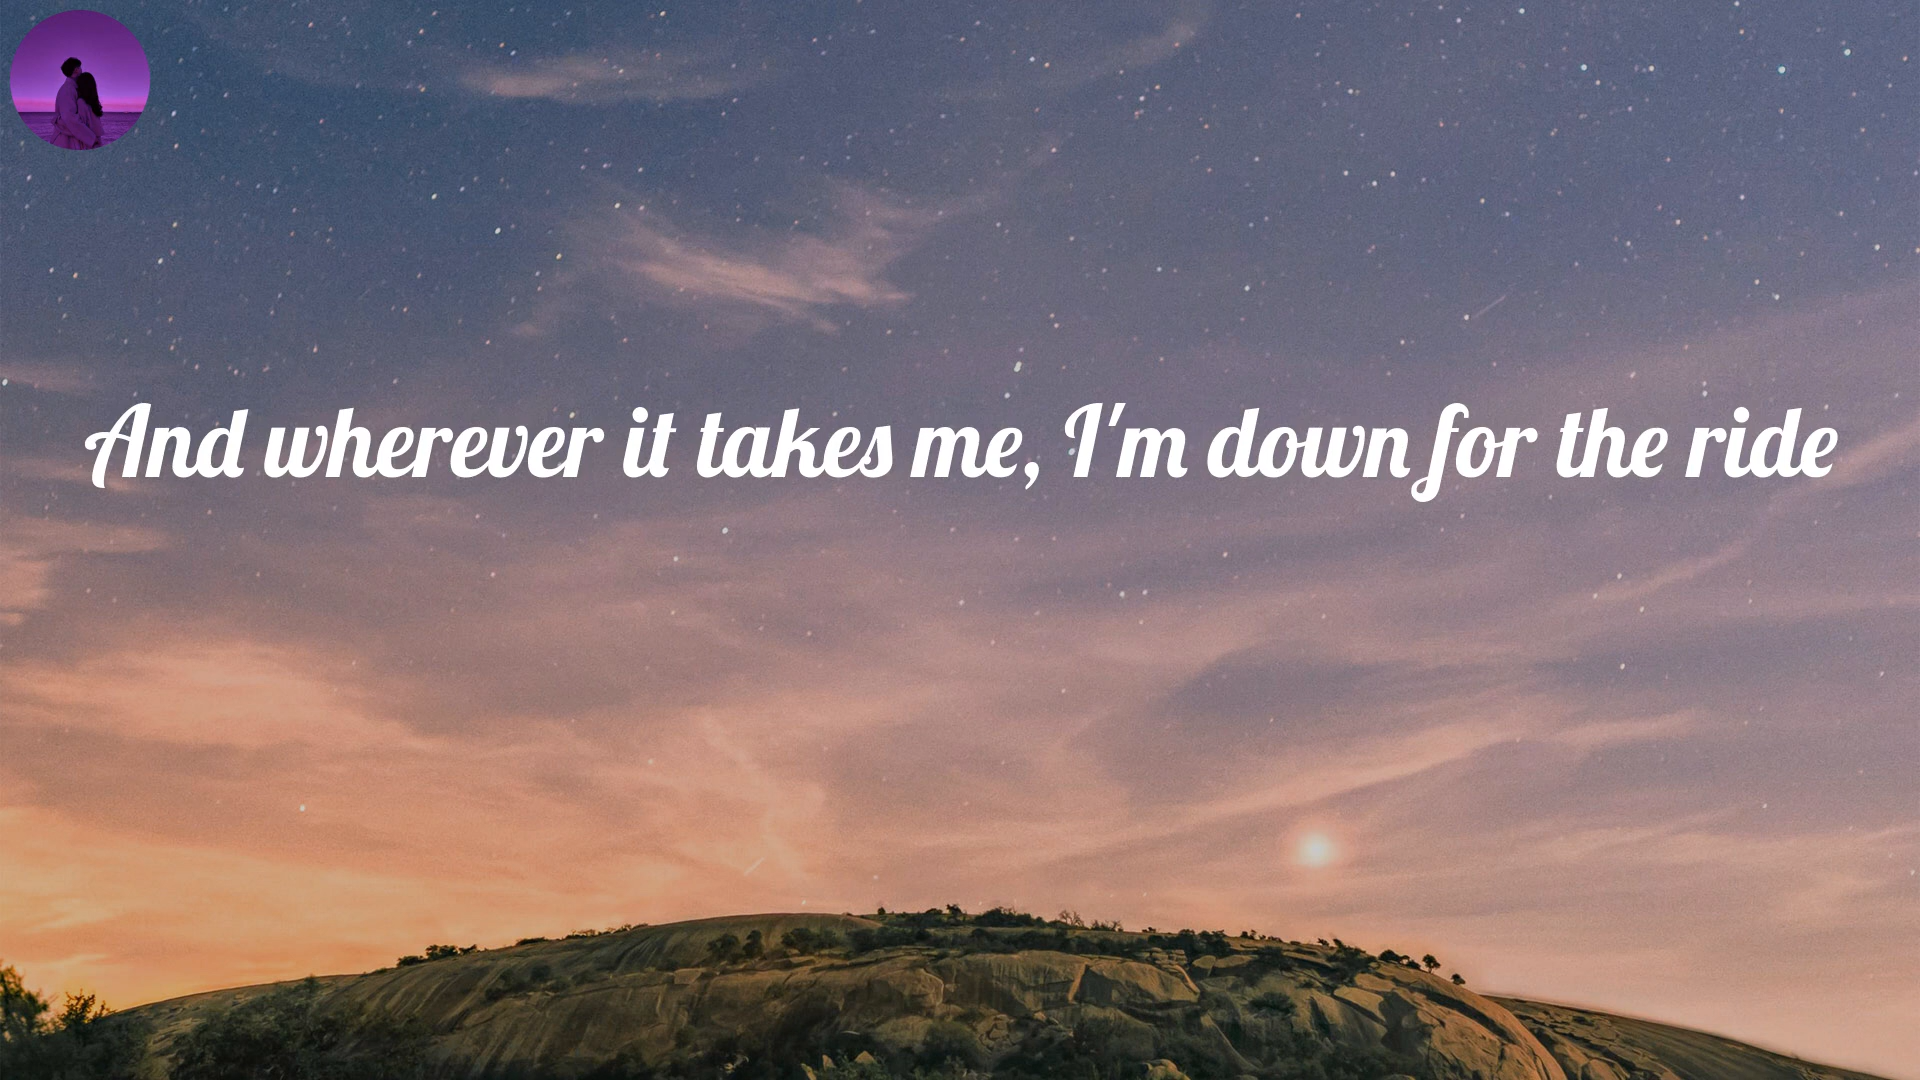 And wherever it takes me, I'm down for the ride